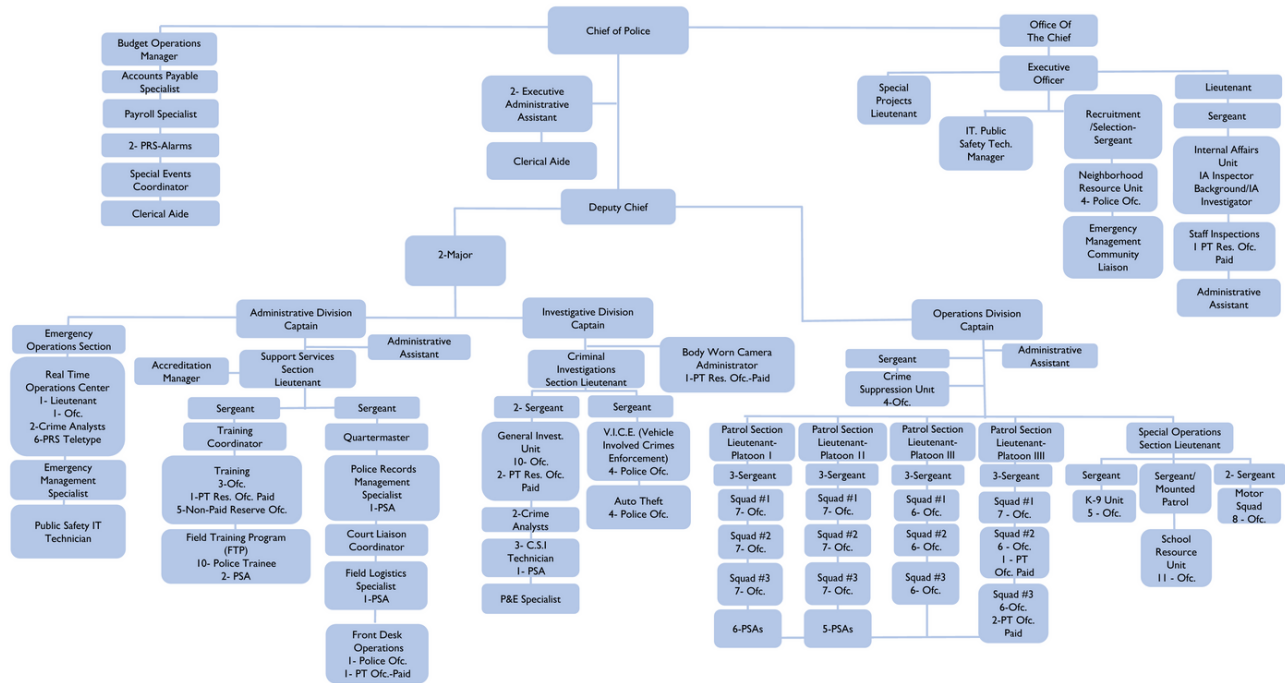 Chief of Police
Office Of
The Chief
Budget Operations
Manager
Accounts Payable
Specialist
Payroll Specialist
2- PRS-Alarms
Special Events
Coordinator
Clerical Aide
2- Executive
Administrative
Assistant
Clerical Aide
Executive
Officer
Special
Projects
Lieutenant
IT. Public
Safety Tech.
Manager
Recruitment
/Selection-
Sergeant
Neighborhood
Resource Unit
4- Police Ofc.
Emergency
Management
Community
Liaison
Lieutenant
Sergeant
Internal Affairs
Unit
IA Inspector
Background/IA
Investigator
Staff Inspections
1 PT Res. Ofc.
Paid
Administrative
Assistant
Deputy Chief
2-Major
Administrative Division
Captain
Investigative Division
Captain
Operations Division
Captain
Emergency
Operations Section
Real Time
Operations Center
1- Lieutenant
1- Ofc.
2-Crime Analysts
6-PRS Teletype
Emergency
Management
Specialist
Public Safety IT
Technician
Administrative
Assistant
Accreditation
Manager
Support Services
Section
Lieutenant
Sergeant
Training
Coordinator
Training
3-Ofc.
1-PT Res. Ofc. Paid
5-Non-Paid Reserve Ofc.
Field Training Program
(FTP)
10- Police Trainee
2- PSA
Sergeant
Quartermaster
Police Records
Management
Specialist
1-PSA
Court Liaison
Coordinator
Field Logistics
Specialist
1-PSA
Front Desk
Operations
1- Police Ofc.
1- PT Ofc.-Paid
Criminal
Investigations
Section Lieutenant
Body Worn Camera
Administrator
1-PT Res. Ofc.-Paid
2- Sergeant
General Invest.
Unit
10- Ofc.
2- PT Res. Ofc.
Paid
2-Crime
Analysts
3- C.S.I
Technician
1- PSA
P&E Specialist
Sergeant
V.I.C.E. (Vehicle
Involved Crimes
Enforcement)
4- Police Ofc.
Auto Theft
4- Police Ofc.
Sergeant
Crime
Suppression Unit
4-Ofc.
Administrative
Assistant
Patrol Section
Lieutenant-
Platoon I
3-Sergeant
Squad #1
7- Ofc.
Squad #2
7- Ofc.
Squad #3
7- Ofc.
6-PSAs
Patrol Section
Lieutenant-
Platoon 11
3-Sergeant
Squad #1
7- Ofc.
Squad #2
7- Ofc.
Squad #3
7- Ofc.
5-PSAs
Patrol Section
Lieutenant-
Platoon III
3-Sergeant
Squad #1
6- Ofc.
Squad #2
6- Ofc.
Squad #3
6- Ofc.
Patrol Section
Lieutenant-
Platoon IIII
3-Sergeant
Squad #1
7- Ofc.
Squad #2
6 - Ofc.
1 - PT
Ofc. Paid
Squad #3
6-Ofc.
2-PT Ofc.
Paid
Special Operations
Section Lieutenant
Sergeant
K-9 Unit
5 - Ofc.
Sergeant/
Mounted
Patrol
School
Resource
Unit
11 - Ofc.
2- Sergeant
Motor
Squad
8 - Ofc.